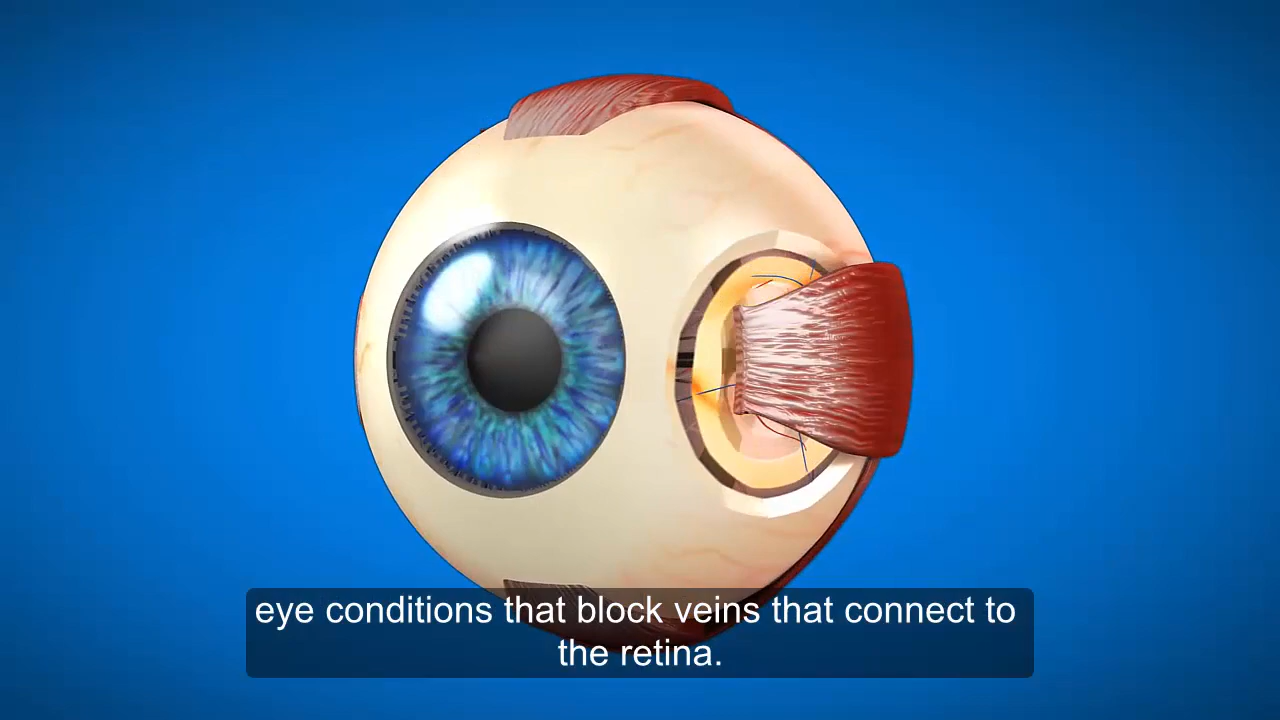 eye conditions that block veins that connect to
the retina.